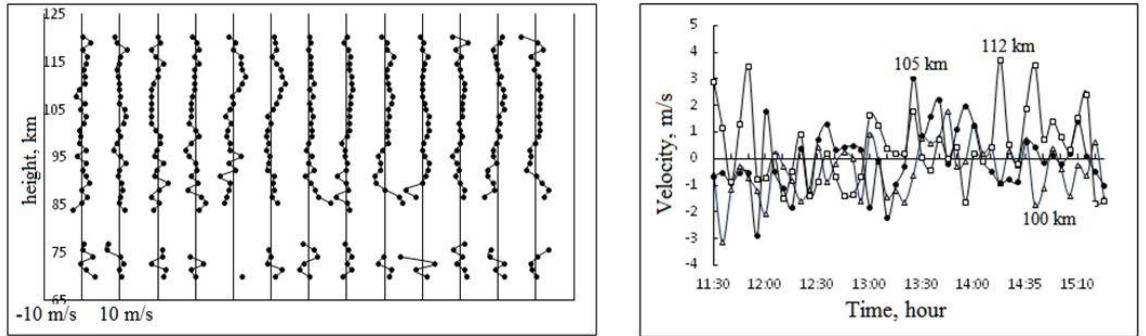 125
115
105
95
85
75
65
height, km
-10 m/s 10 m/s
5
4
3
2
1
0
-1
-2
-3
-4
Velocity, m/s
105 km
112 km
100 km
11:30 12:00 12:30 13:00 13:30 14:00 14:35 15:10
Time, hour